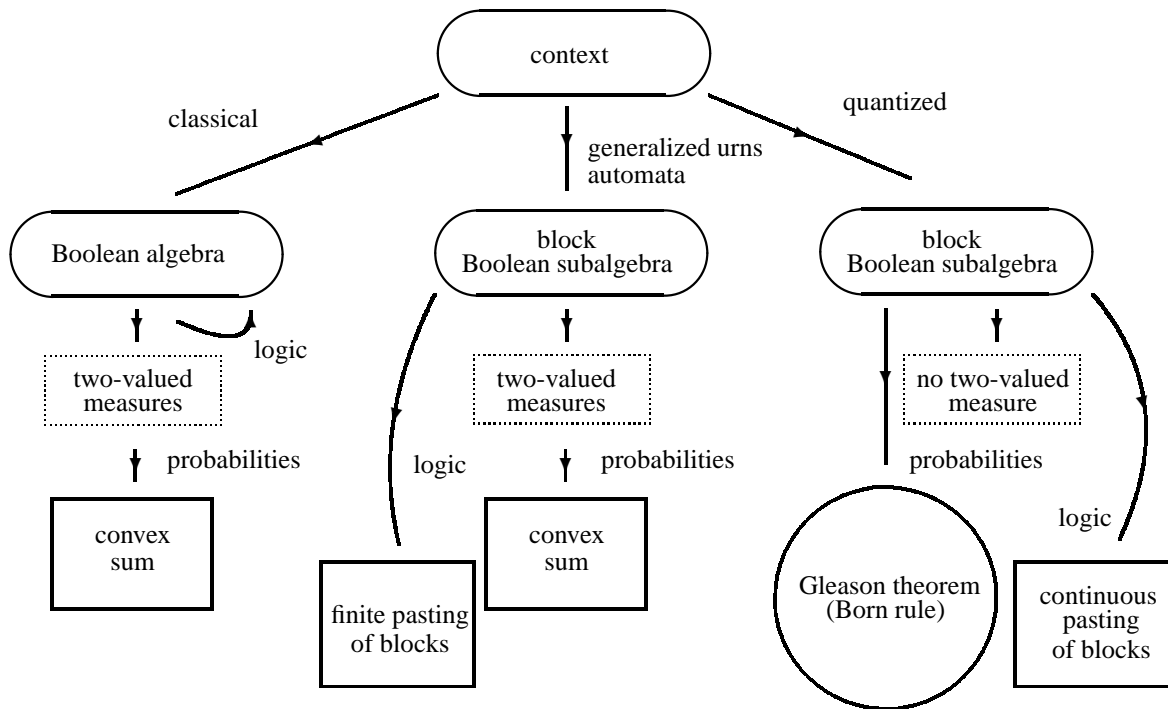 context
classical
quantized
generalized urns
automata
Boolean algebra
block
Boolean subalgebra
block
Boolean subalgebra
logic
two-valued
measures
two-valued
measures
no two-valued
measure
probabilities
logic
probabilities
probabilities
logic
convex
sum
convex
sum
finite pasting
of blocks
Gleason theorem
(Born rule)
continuous
pasting
of blocks